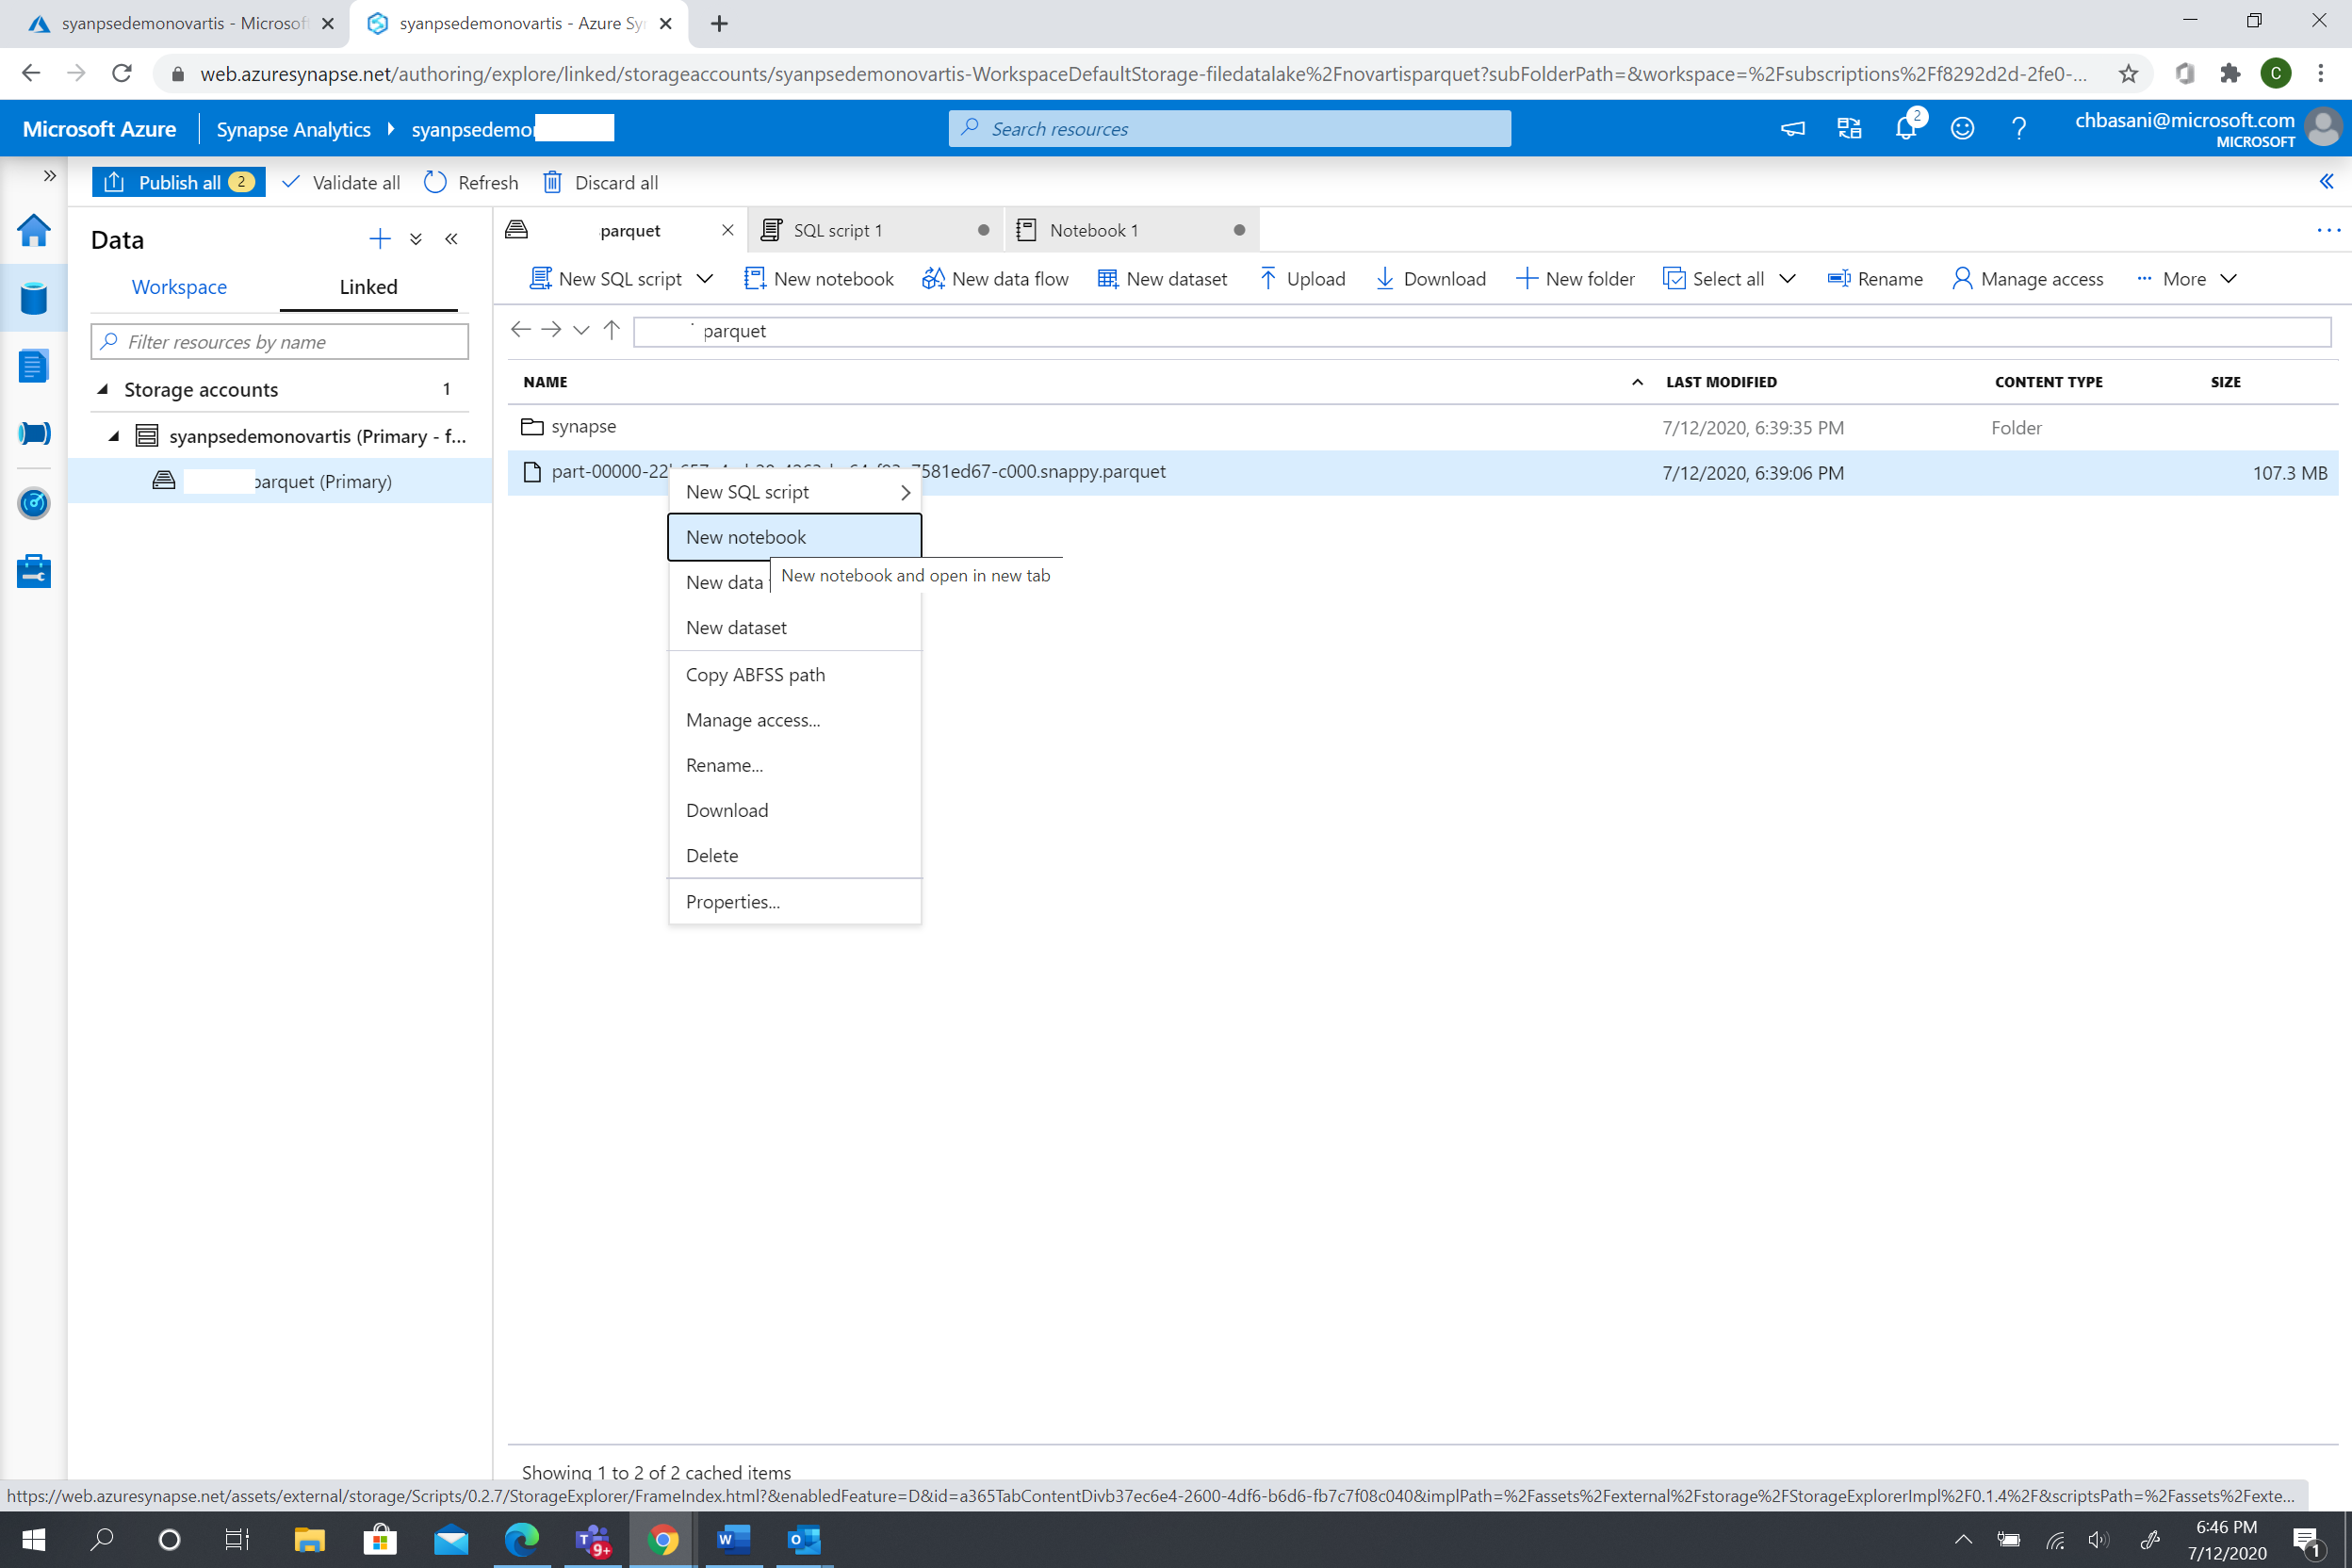 syanpsedemonovartis - Microsof
syanpsedemonovartis - Azure Sy
web.azuresynapse.net/authoring/explore/linked/storageaccounts/syanpsedemonovartis-WorkspaceDefaultStorage-filedatalake%2Fnovartisparquet?subFolderPath=&workspace=%2Fsubscriptions%2Ff8292d2d-2fe0-...
C
Microsoft Azure
Synapse Analytics
syanpsedemo
Search resources
2
chbasani@microsoft.com
MICROSOFT
Publish all 2
Validate all
Refresh
Discard all
Data
Workspace
Linked
Filter resources by name
Storage accounts 1
syanpsedemonovartis (Primary - f...
parquet (Primary)
parquet
SQL script 1
Notebook 1
New SQL script
New notebook
New data flow
New dataset
Upload
Download
New folder
Select all
Rename
Manage access
More
parquet
NAME LAST MODIFIED CONTENT TYPE SIZE
synapse 7/12/2020, 6:39:35 PM Folder
part-00000-22 7581ed67-c000.snappy.parquet 7/12/2020, 6:39:06 PM 107.3 MB
New SQL script
New notebook
New data
New notebook and open in new tab
New dataset
Copy ABFSS path
Manage access...
Rename...
Download
Delete
Properties...
Showing 1 to 2 of 2 cached items
https://web.azuresynapse.net/assets/external/storage/Scripts/0.2.7/StorageExplorer/FrameIndex.html?&enabledFeature=D&id=a365TabContentDivb37ec6e4-2600-4df6-b6d6-fb7c7f08c040&implPath=%2Fassets%2Fexternal%2Fstorage%2FStorageExplorerImpl%2F0.1.4%2F&scriptsPath=%2Fassets%2Fexte...
T
9+
W
O
6:46 PM
7/12/2020
1